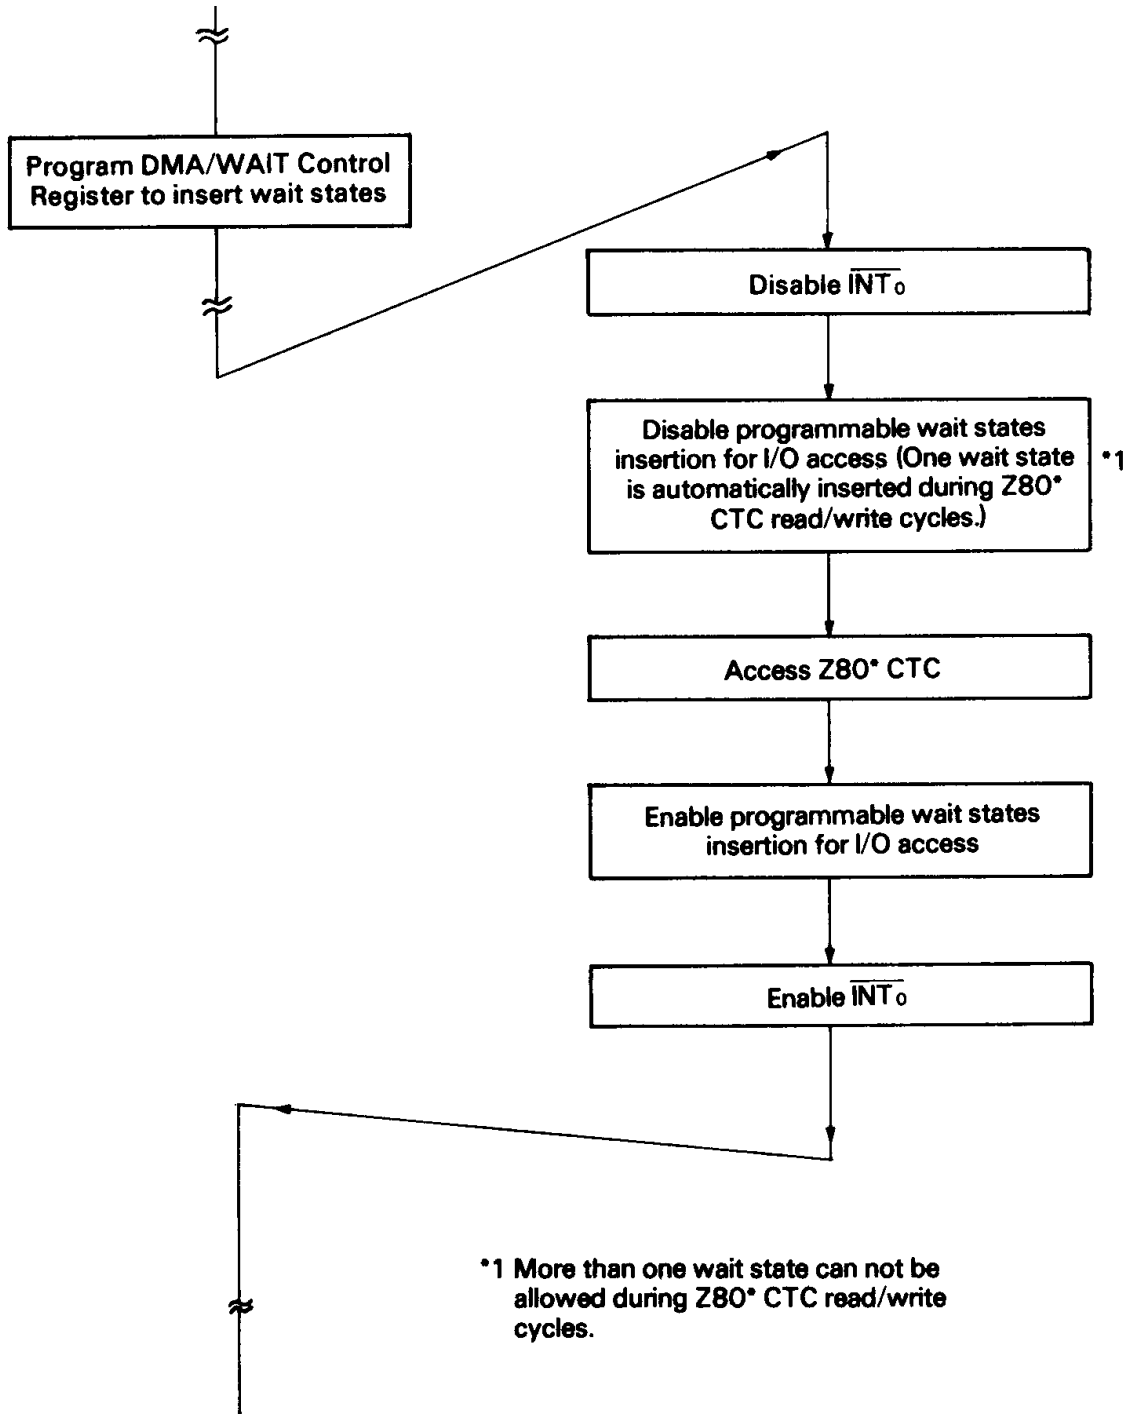 Program DMA/WAIT Control
Register to insert wait states
Disable I̅N̅T̅₀
Disable programmable wait states
insertion for I/O access (One wait state
is automatically inserted during Z80*
CTC read/write cycles.)
*1
Access Z80* CTC
Enable programmable wait states
insertion for I/O access
Enable I̅N̅T̅₀
*1 More than one wait state can not be
allowed during Z80* CTC read/write
cycles.